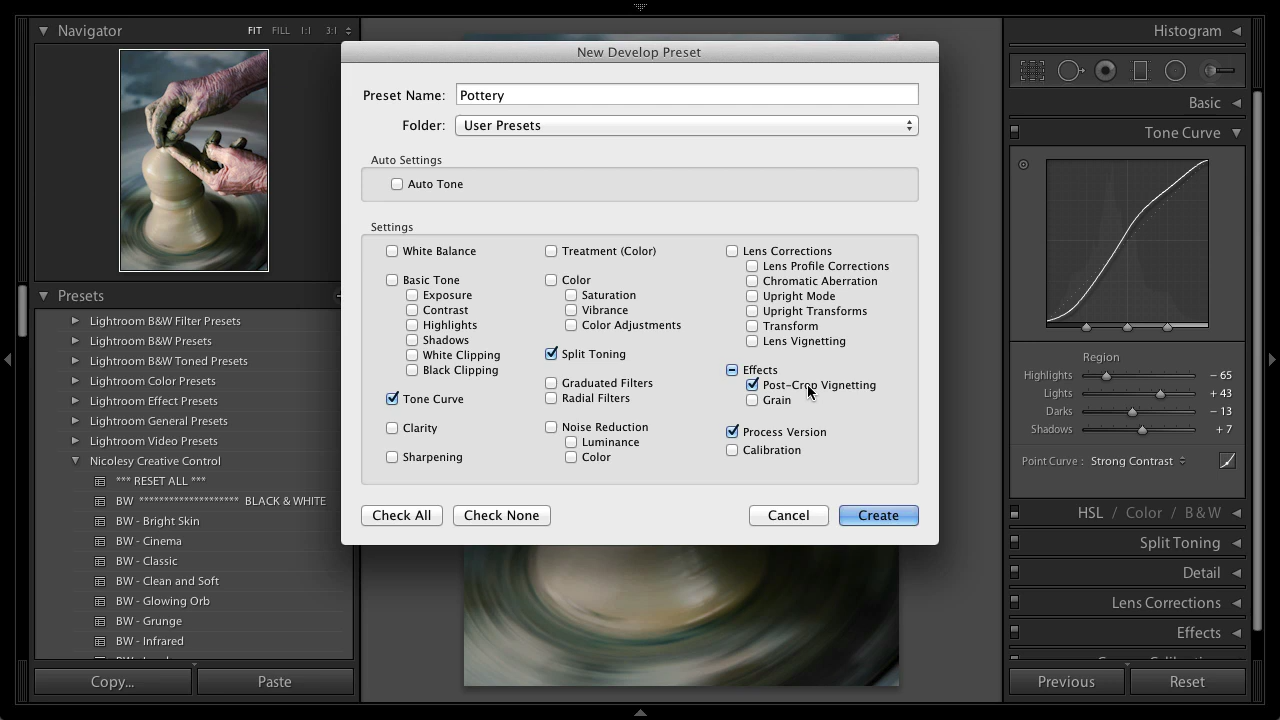 Navigator
FIT FILL 1:1 3:1
Presets
Lightroom B&W Filter Presets
Lightroom B&W Presets
Lightroom B&W Toned Presets
Lightroom Color Presets
Lightroom Effect Presets
Lightroom General Presets
Lightroom Video Presets
Nicolesy Creative Control
*** RESET ALL ***
BW ******************** BLACK & WHITE
BW - Bright Skin
BW - Cinema
BW - Classic
BW - Clean and Soft
BW - Glowing Orb
BW - Grunge
BW - Infrared
Copy...
Paste
New Develop Preset
Preset Name: Pottery
Folder: User Presets
Auto Settings
Auto Tone
Settings
White Balance
Basic Tone
Exposure
Contrast
Highlights
Shadows
White Clipping
Black Clipping
Tone Curve
Clarity
Sharpening
Treatment (Color)
Color
Saturation
Vibrance
Color Adjustments
Split Toning
Graduated Filters
Radial Filters
Noise Reduction
Luminance
Color
Lens Corrections
Lens Profile Corrections
Chromatic Aberration
Upright Mode
Upright Transforms
Transform
Lens Vignetting
Effects
Post-Crop Vignetting
Grain
Process Version
Calibration
Check All
Check None
Cancel
Create
Histogram
Basic
Tone Curve
Region
Highlights - 65
Lights + 43
Darks - 13
Shadows + 7
Point Curve : Strong Contrast
HSL / Color / B & W
Split Toning
Detail
Lens Corrections
Effects
Previous
Reset